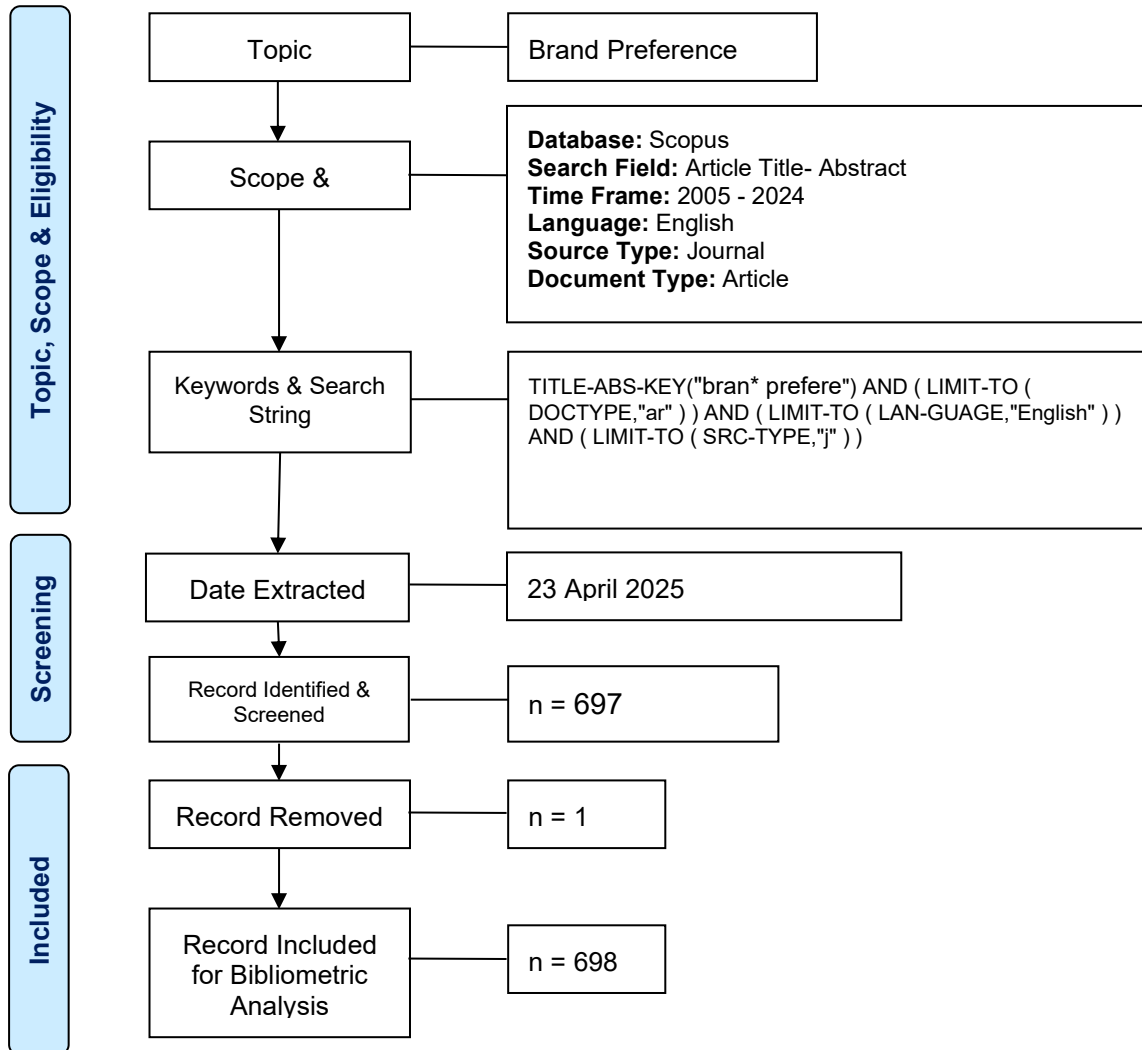 Topic, Scope & Eligibility
Topic
Brand Preference
Scope &
Database: Scopus
Search Field: Article Title- Abstract
Time Frame: 2005 - 2024
Language: English
Source Type: Journal
Document Type: Article
Keywords & Search
String
TITLE-ABS-KEY("bran* prefere") AND ( LIMIT-TO (
DOCTYPE,"ar" ) ) AND ( LIMIT-TO ( LAN-GUAGE,"English" ) )
AND ( LIMIT-TO ( SRC-TYPE,"j" ) )
Screening
Date Extracted
23 April 2025
Record Identified &
Screened
n = 697
Included
Record Removed
n = 1
Record Included
for Bibliometric
Analysis
n = 698